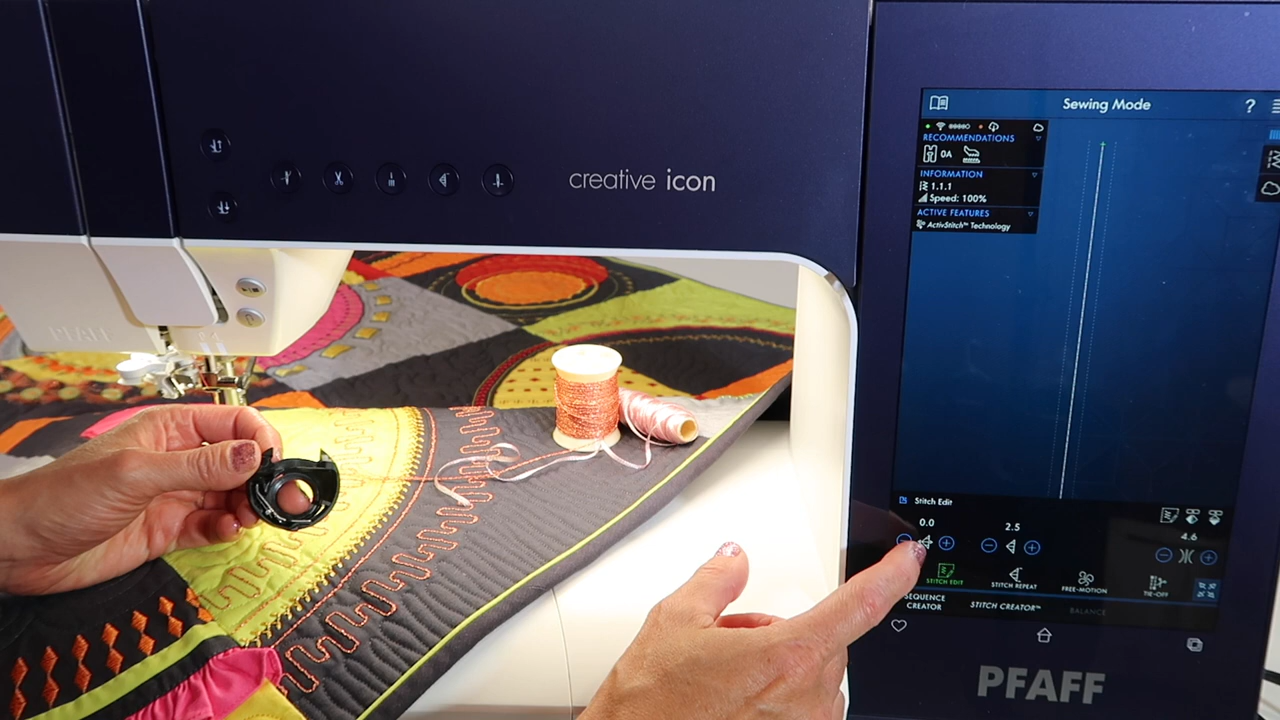 creative icon
PFAFF
Sewing Mode
?
RECOMMENDATIONS
0A
INFORMATION
1.1.1
Speed: 100%
ACTIVE FEATURES
ActivStitch™ Technology
Stitch Edit
0.0
2.5
4.6
STITCH EDIT
STITCH REPEAT
FREE-MOTION
TIE-OFF
SEQUENCE
CREATOR
STITCH CREATOR™
BALANCE
PFAFF